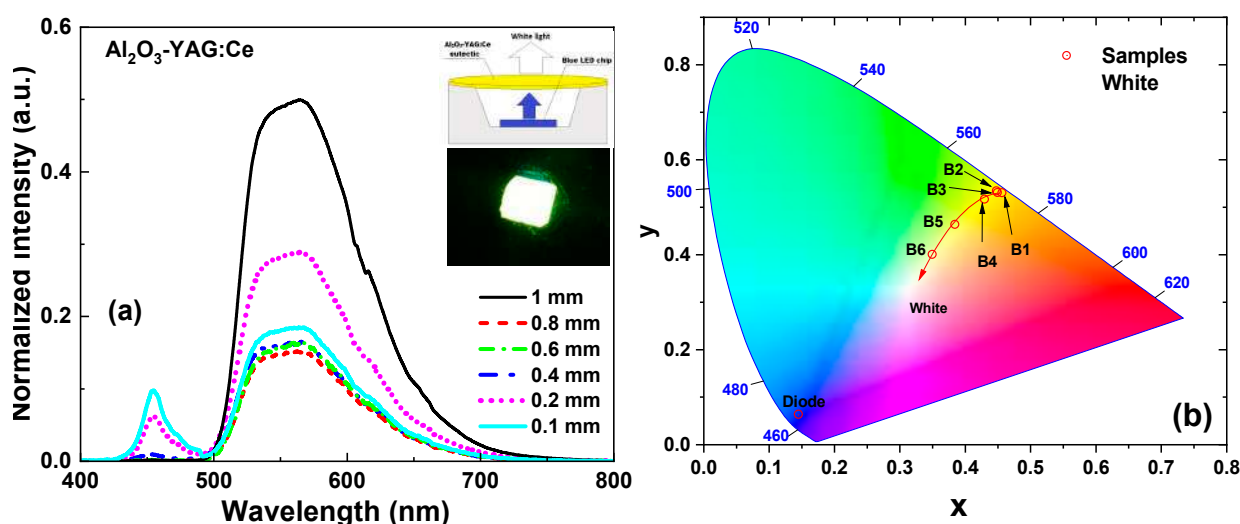 Al₂O₃-YAG:Ce
Normalized intensity (a.u.)
0.6
0.4
0.2
0.0
400
500
600
700
800
Wavelength (nm)
(a)
White light
Al₂O₃-YAG:Ce
eutectic
Blue LED chip
1 mm
0.8 mm
0.6 mm
0.4 mm
0.2 mm
0.1 mm
y
0.8
0.6
0.4
0.2
0.0
0.0
0.1
0.2
0.3
0.4
0.5
0.6
0.7
0.8
x
520
540
560
500
580
600
620
480
460
Samples
White
B2
B3
B5
B6
B4
B1
White
Diode
(b)